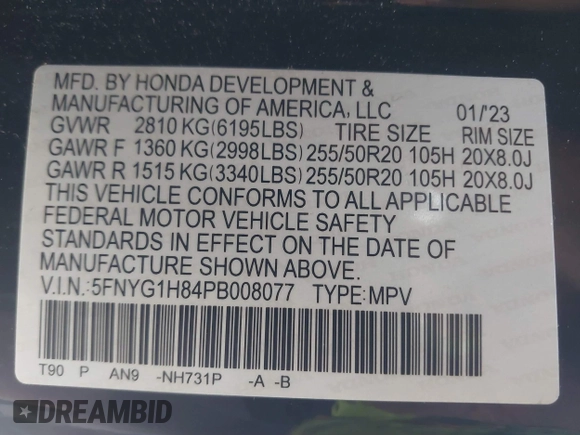 MFD. BY HONDA DEVELOPMENT &
MANUFACTURING OF AMERICA, LLC 01/'23
GVWR 2810 KG(6195LBS) TIRE SIZE RIM SIZE
GAWR F 1360 KG(2998LBS) 255/50R20 105H 20X8.0J
GAWR R 1515 KG(3340LBS) 255/50R20 105H 20X8.0J
THIS VEHICLE CONFORMS TO ALL APPLICABLE
FEDERAL MOTOR VEHICLE SAFETY
STANDARDS IN EFFECT ON THE DATE OF
MANUFACTURE SHOWN ABOVE.
V.I.N.:5FNYG1H84PB008077 TYPE:MPV
T90 P AN9 -NH731P -A -B
DREAMBID